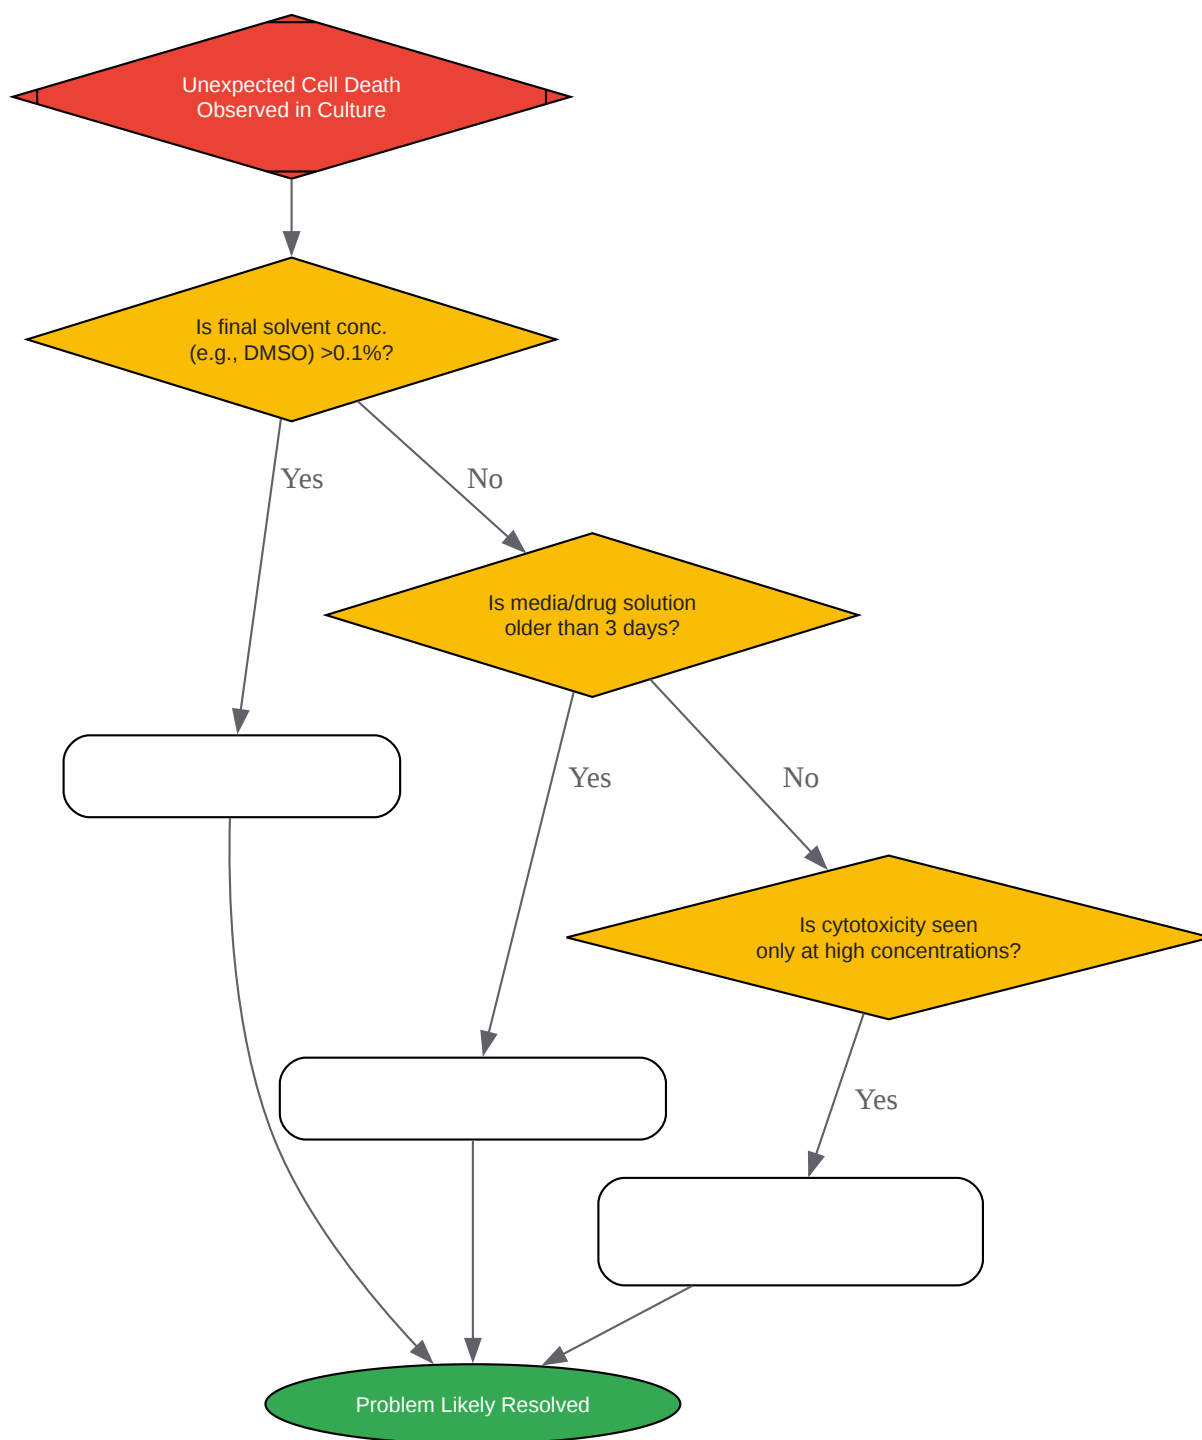 Unexpected Cell Death
Observed in Culture
Is final solvent conc.
(e.g., DMSO) >0.1%?
Yes
No
Is media/drug solution
older than 3 days?
Yes
No
Is cytotoxicity seen
only at high concentrations?
Yes
Problem Likely Resolved